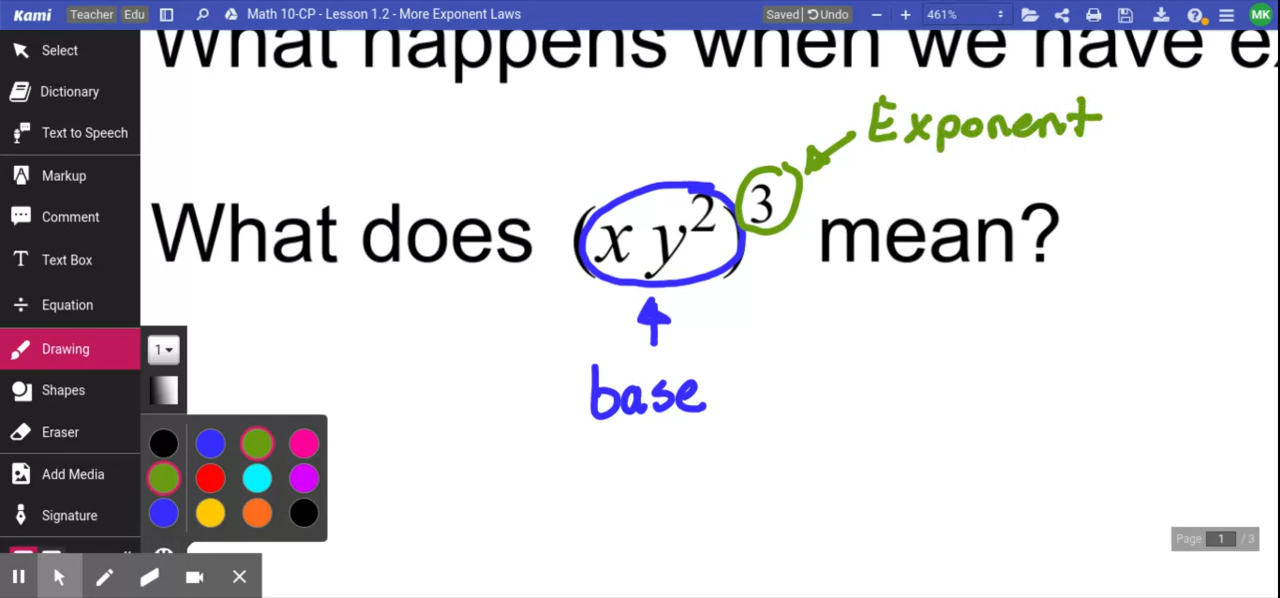 Kami Teacher Edu Math 10-CP - Lesson 1.2 - More Exponent Laws Saved Undo − + 461% MK
Select
Dictionary
Text to Speech
Markup
Comment
Text Box
Equation
Drawing
1
Shapes
Eraser
Add Media
Signature
What happens when we have e
Exponent
What does (x y²)³ mean?
base
Page 1 / 3